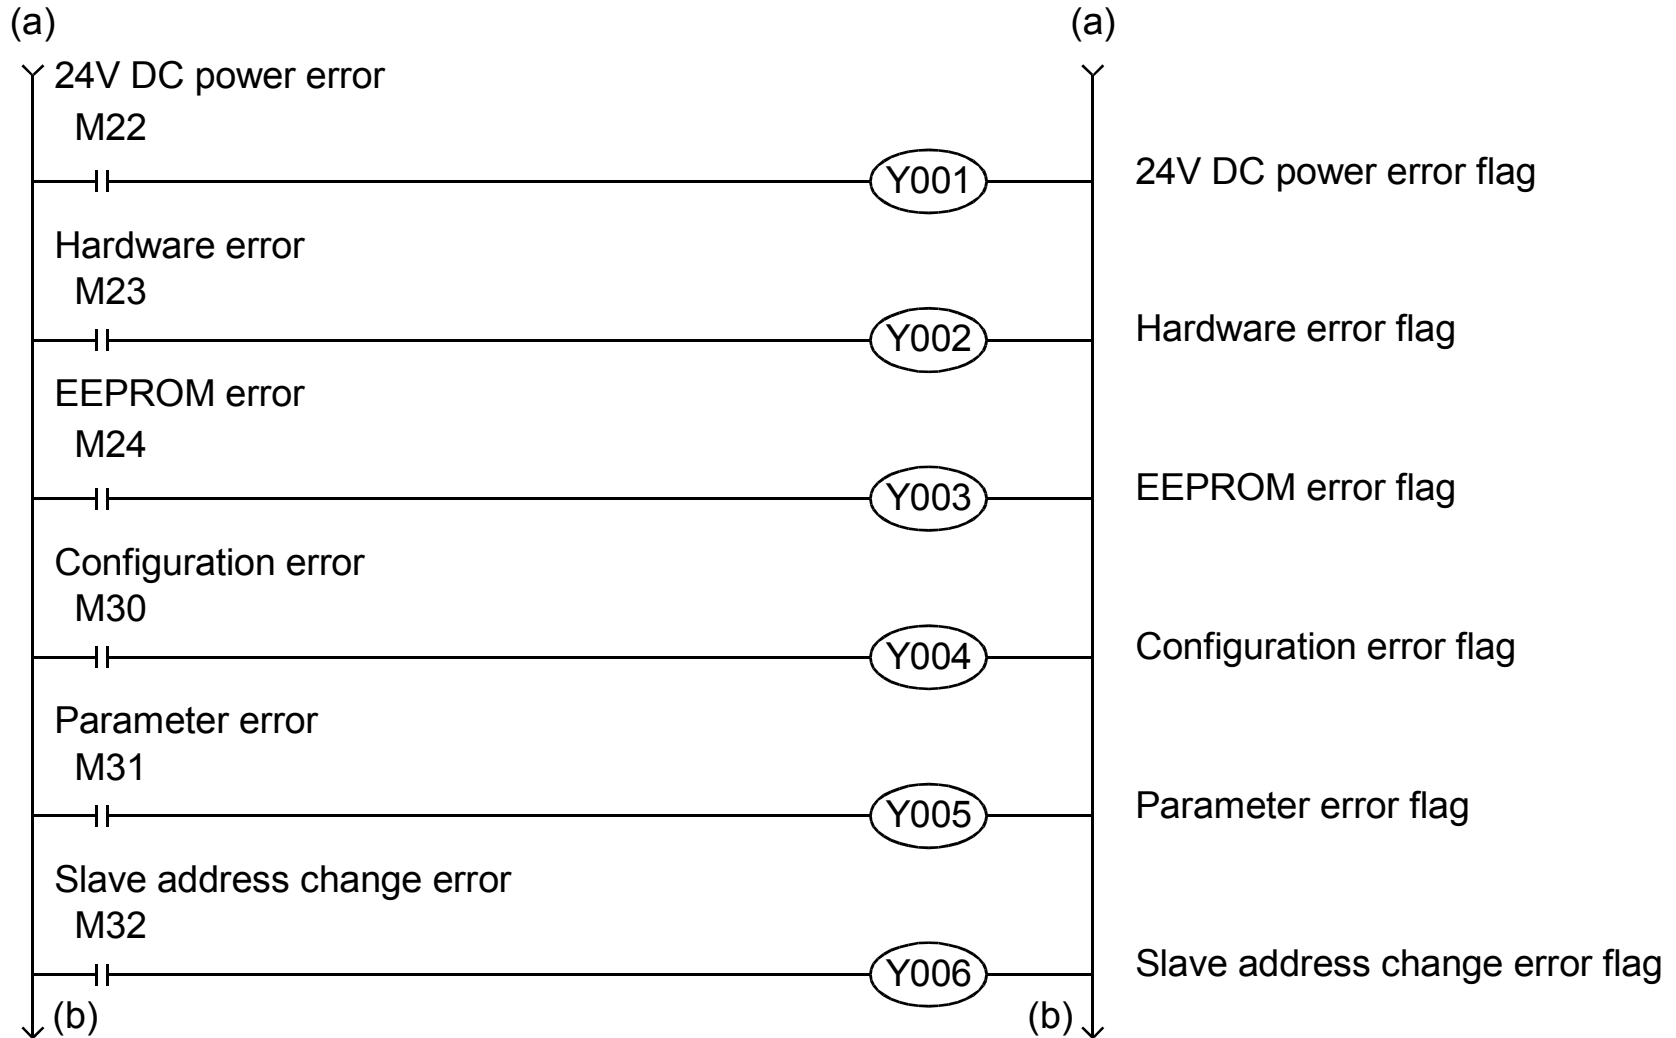 (a)
(a)
24V DC power error
M22
Y001
24V DC power error flag
Hardware error
M23
Y002
Hardware error flag
EEPROM error
M24
Y003
EEPROM error flag
Configuration error
M30
Y004
Configuration error flag
Parameter error
M31
Y005
Parameter error flag
Slave address change error
M32
Y006
Slave address change error flag
(b)
(b)